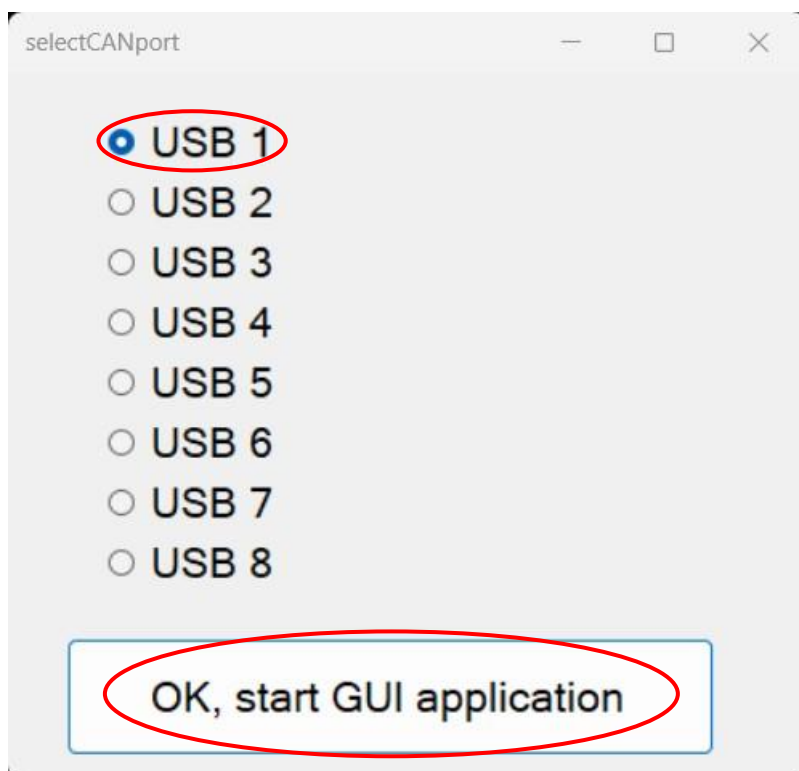 selectCANport
USB 1
USB 2
USB 3
USB 4
USB 5
USB 6
USB 7
USB 8
OK, start GUI application